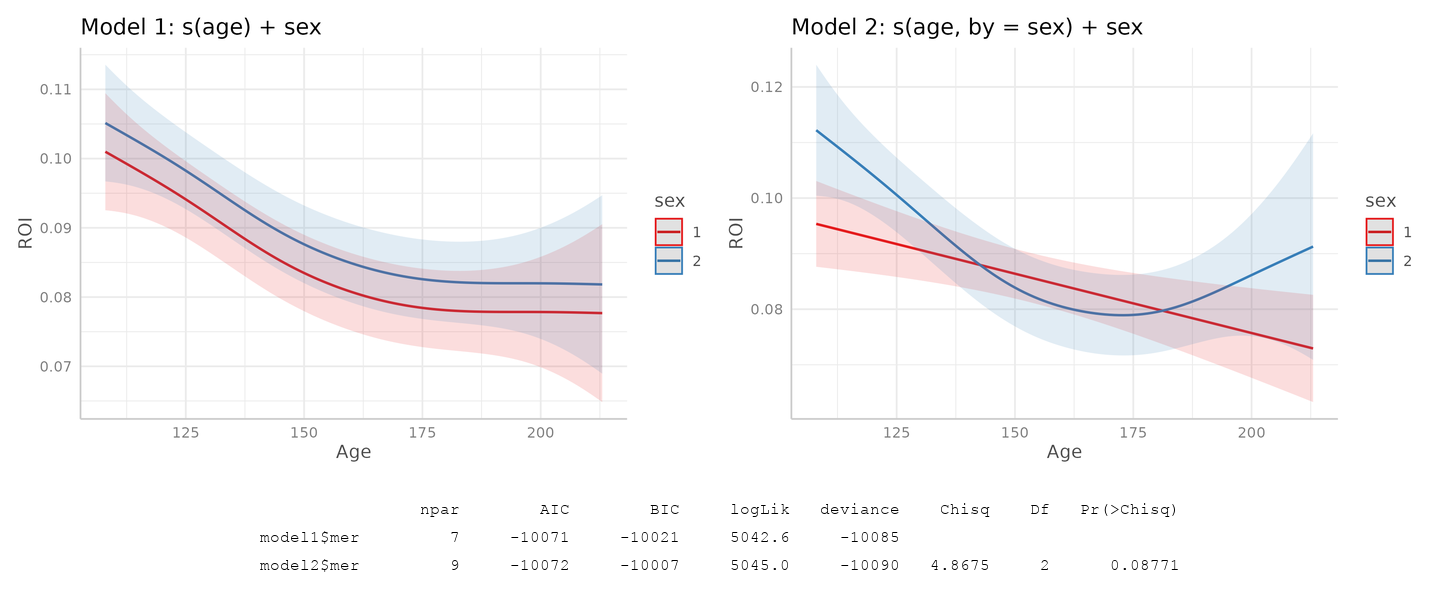 Model 1: s(age) + sex
0.11
0.10
0.09
0.08
0.07
ROI
125 150 175 200
Age
sex
1
2
Model 2: s(age, by = sex) + sex
0.12
0.10
0.08
ROI
125 150 175 200
Age
sex
1
2
npar AIC BIC logLik deviance Chisq Df Pr(>Chisq)
model1$mer 7 -10071 -10021 5042.6 -10085
model2$mer 9 -10072 -10007 5045.0 -10090 4.8675 2 0.08771